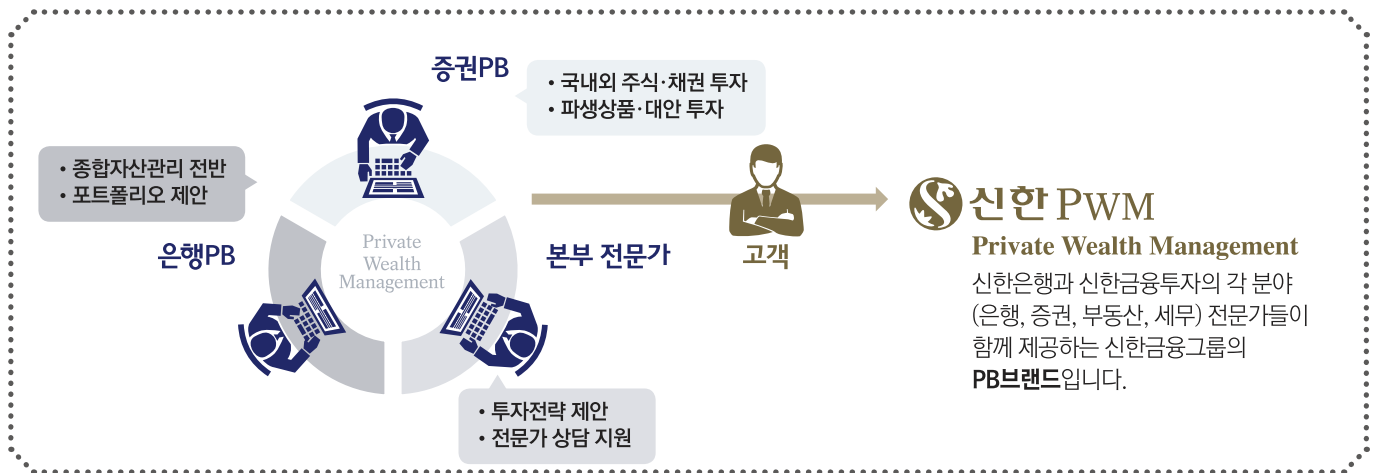 증권PB
• 국내외 주식·채권 투자
• 파생상품·대안 투자
• 종합자산관리 전반
• 포트폴리오 제안
은행PB
Private
Wealth
Management
본부 전문가
• 투자전략 제안
• 전문가 상담 지원
고객
신한 PWM
Private Wealth Management
신한은행과 신한금융투자의 각 분야
(은행, 증권, 부동산, 세무) 전문가들이
함께 제공하는 신한금융그룹의
PB브랜드입니다.